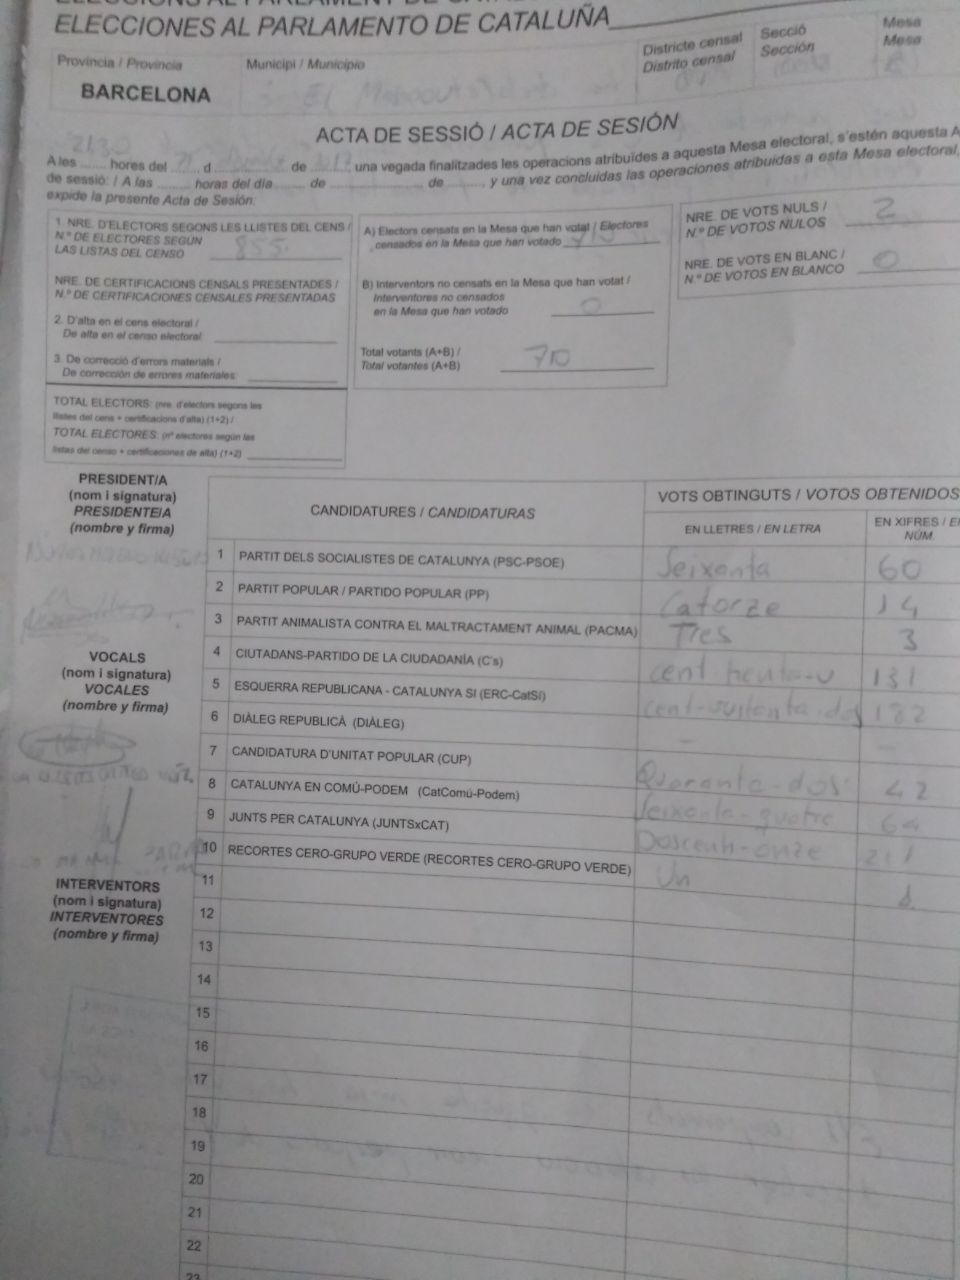 ELECCIONES AL PARLAMENTO DE CATALUÑA
Província / Provincia
BARCELONA
Municipi / Municipio
El
Districte censal
Distrito censal
Secció
Sección
Mesa
Mesa
B
ACTA DE SESSIÓ / ACTA DE SESIÓN
2130
A les ........ hores del ........ d ........ de ........ una vegada finalitzades les operacions atribuïdes a aquesta Mesa electoral, s'estén aquesta A
de sessió: / A las ........ horas del día ........ de ........ de ........, y una vez concluidas las operaciones atribuidas a esta Mesa electoral,
expide la presente Acta de Sesión:
1. NRE. D'ELECTORS SEGONS LES LLISTES DEL CENS /
N.º DE ELECTORES SEGÚN
LAS LISTAS DEL CENSO 855
NRE. DE CERTIFICACIONS CENSALS PRESENTADES /
N.º DE CERTIFICACIONES CENSALES PRESENTADAS
2. D'alta en el cens electoral /
De alta en el censo electoral
3. De correcció d'errors materials /
De corrección de errores materiales
TOTAL ELECTORS: (nre. d'electors segons les
llistes del cens + certificacions d'alta) (1+2) /
TOTAL ELECTORES: (nº electores según las
listas del censo + certificaciones de alta) (1+2)
A) Electors censats en la Mesa que han votat / Electores
censados en la Mesa que han votado 710
B) Interventors no censats en la Mesa que han votat /
Interventores no censados
en la Mesa que han votado 0
Total votants (A+B) /
Total votantes (A+B) 710
NRE. DE VOTS NULS /
N.º DE VOTOS NULOS 2
NRE. DE VOTS EN BLANC /
N.º DE VOTOS EN BLANCO 0
PRESIDENT/A
(nom i signatura)
PRESIDENTE/A
(nombre y firma)
VOCALS
(nom i signatura)
VOCALES
(nombre y firma)
INTERVENTORS
(nom i signatura)
INTERVENTORES
(nombre y firma)
CANDIDATURES / CANDIDATURAS
VOTS OBTINGUTS / VOTOS OBTENIDOS
EN LLETRES / EN LETRA
EN XIFRES / E
NÚM.
1 PARTIT DELS SOCIALISTES DE CATALUNYA (PSC-PSOE) Seixanta 60
2 PARTIT POPULAR / PARTIDO POPULAR (PP) Catorze 14
3 PARTIT ANIMALISTA CONTRA EL MALTRACTAMENT ANIMAL (PACMA) Tres 3
4 CIUTADANS-PARTIDO DE LA CIUDADANÍA (C's) cent trenta-u 131
5 ESQUERRA REPUBLICANA - CATALUNYA SÍ (ERC-CatSí) 182
6 DIÀLEG REPUBLICÀ (DIÀLEG) - -
7 CANDIDATURA D'UNITAT POPULAR (CUP) Quaranta-dos 42
8 CATALUNYA EN COMÚ-PODEM (CatComú-Podem) Seixanta-quatre 64
9 JUNTS PER CATALUNYA (JUNTSxCAT) Doscents-onze 211
10 RECORTES CERO-GRUPO VERDE (RECORTES CERO-GRUPO VERDE) Un 1
11
12
13
14
15
16
17
18
19
20
21
22
23